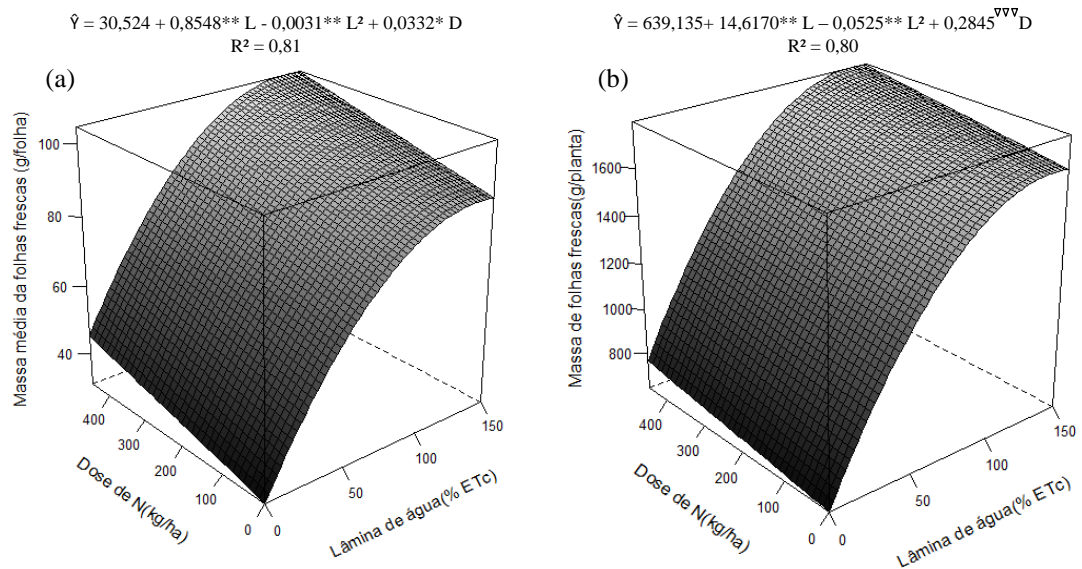 Ŷ = 30,524 + 0,8548** L - 0,0031** L² + 0,0332* D
R² = 0,81
(a)
Massa média da folhas frescas (g/folha)
100
80
60
40
400
300
200
100
0
Dose de N(kg/ha)
0
50
100
150
Lâmina de água(% ETc)
Ŷ = 639,135+ 14,6170** L – 0,0525** L² + 0,2845∇∇∇D
R² = 0,80
(b)
Massa de folhas frescas(g/planta)
1600
1400
1200
1000
800
400
300
200
100
0
Dose de N(kg/ha)
0
50
100
150
Lâmina de água(% ETc)